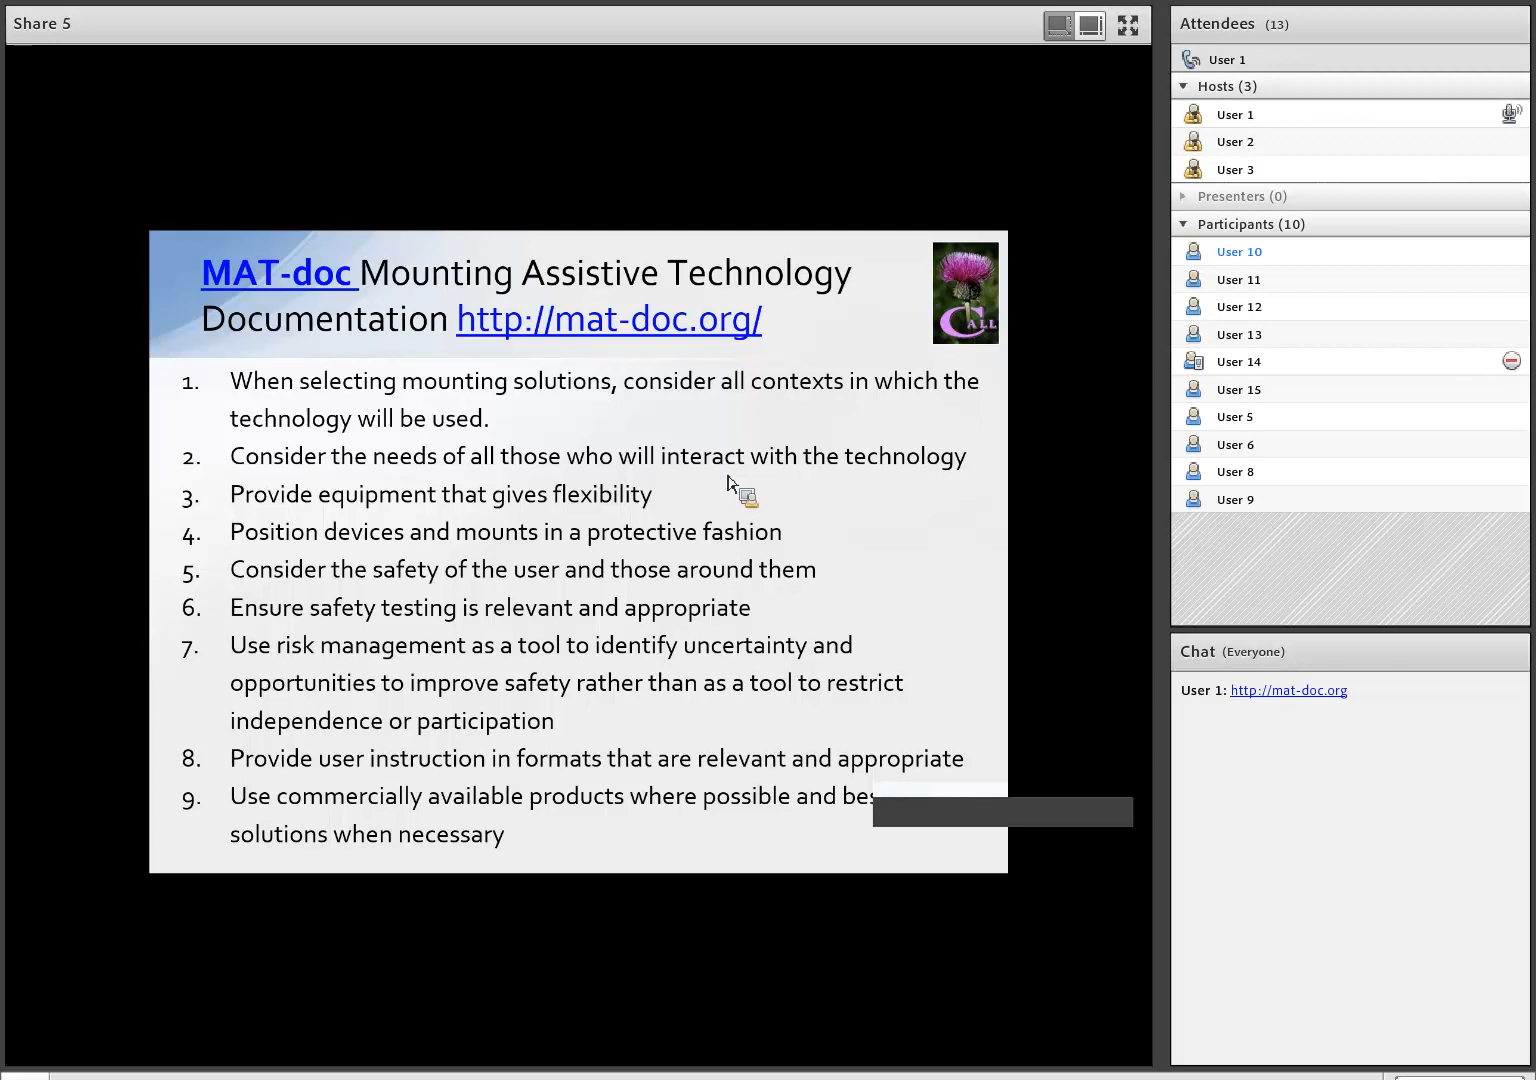 Share 5
MAT-doc Mounting Assistive Technology
Documentation http://mat-doc.org/
CALL
1. When selecting mounting solutions, consider all contexts in which the
technology will be used.
2. Consider the needs of all those who will interact with the technology
3. Provide equipment that gives flexibility
4. Position devices and mounts in a protective fashion
5. Consider the safety of the user and those around them
6. Ensure safety testing is relevant and appropriate
7. Use risk management as a tool to identify uncertainty and
opportunities to improve safety rather than as a tool to restrict
independence or participation
8. Provide user instruction in formats that are relevant and appropriate
9. Use commercially available products where possible and
solutions when necessary
Attendees (13)
User 1
Hosts (3)
User 1
User 2
User 3
Presenters (0)
Participants (10)
User 10
User 11
User 12
User 13
User 14
User 15
User 5
User 6
User 8
User 9
Chat (Everyone)
User 1: http://mat-doc.org